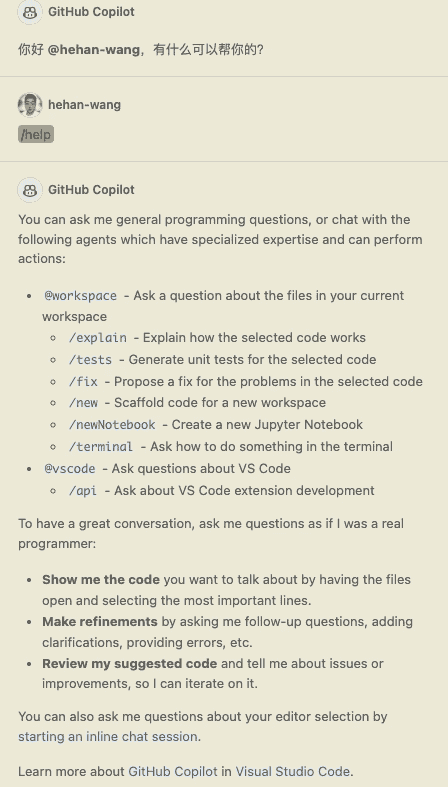 GitHub Copilot
你好 @hehan-wang，有什么可以帮你的?
hehan-wang
/help
GitHub Copilot
You can ask me general programming questions, or chat with the
following agents which have specialized expertise and can perform
actions:
• @workspace - Ask a question about the files in your current
workspace
◦ /explain - Explain how the selected code works
◦ /tests - Generate unit tests for the selected code
◦ /fix - Propose a fix for the problems in the selected code
◦ /new - Scaffold code for a new workspace
◦ /newNotebook - Create a new Jupyter Notebook
◦ /terminal - Ask how to do something in the terminal
• @vscode - Ask questions about VS Code
◦ /api - Ask about VS Code extension development
To have a great conversation, ask me questions as if I was a real
programmer:
• Show me the code you want to talk about by having the files
open and selecting the most important lines.
• Make refinements by asking me follow-up questions, adding
clarifications, providing errors, etc.
• Review my suggested code and tell me about issues or
improvements, so I can iterate on it.
You can also ask me questions about your editor selection by
starting an inline chat session.
Learn more about GitHub Copilot in Visual Studio Code.